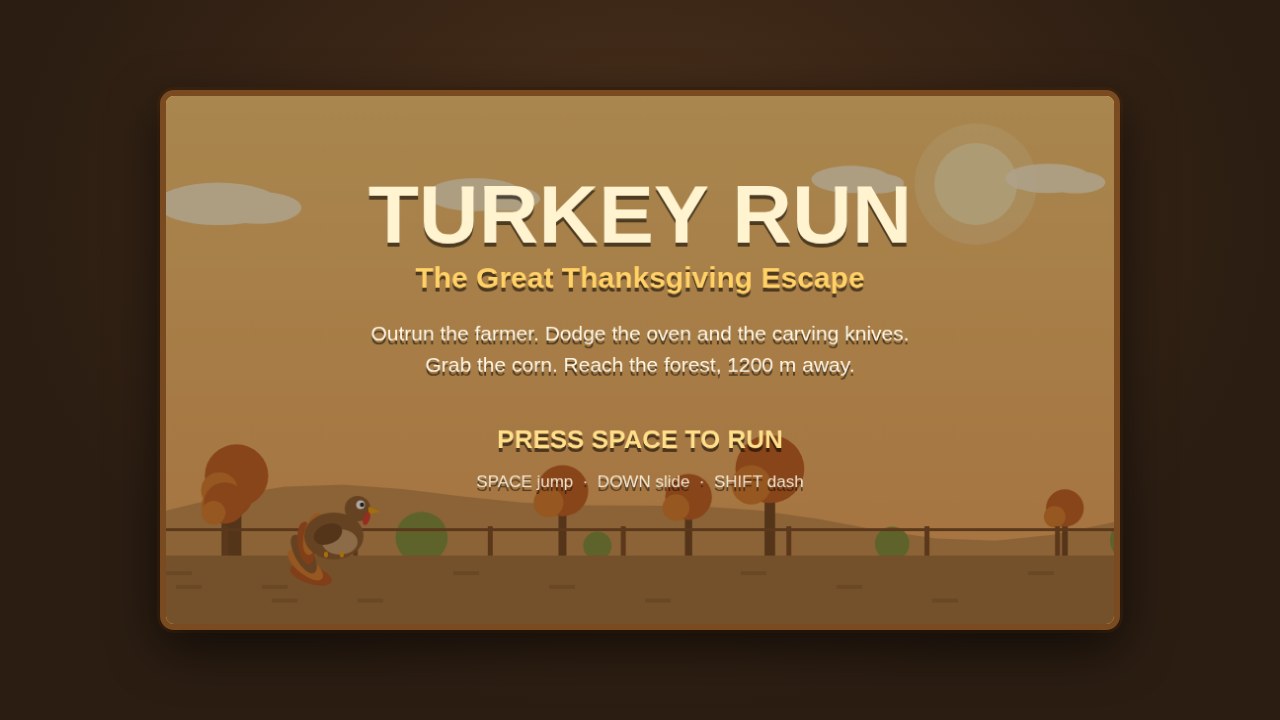 TURKEY RUN
The Great Thanksgiving Escape
Outrun the farmer. Dodge the oven and the carving knives.
Grab the corn. Reach the forest, 1200 m away.
PRESS SPACE TO RUN
SPACE jump · DOWN slide · SHIFT dash